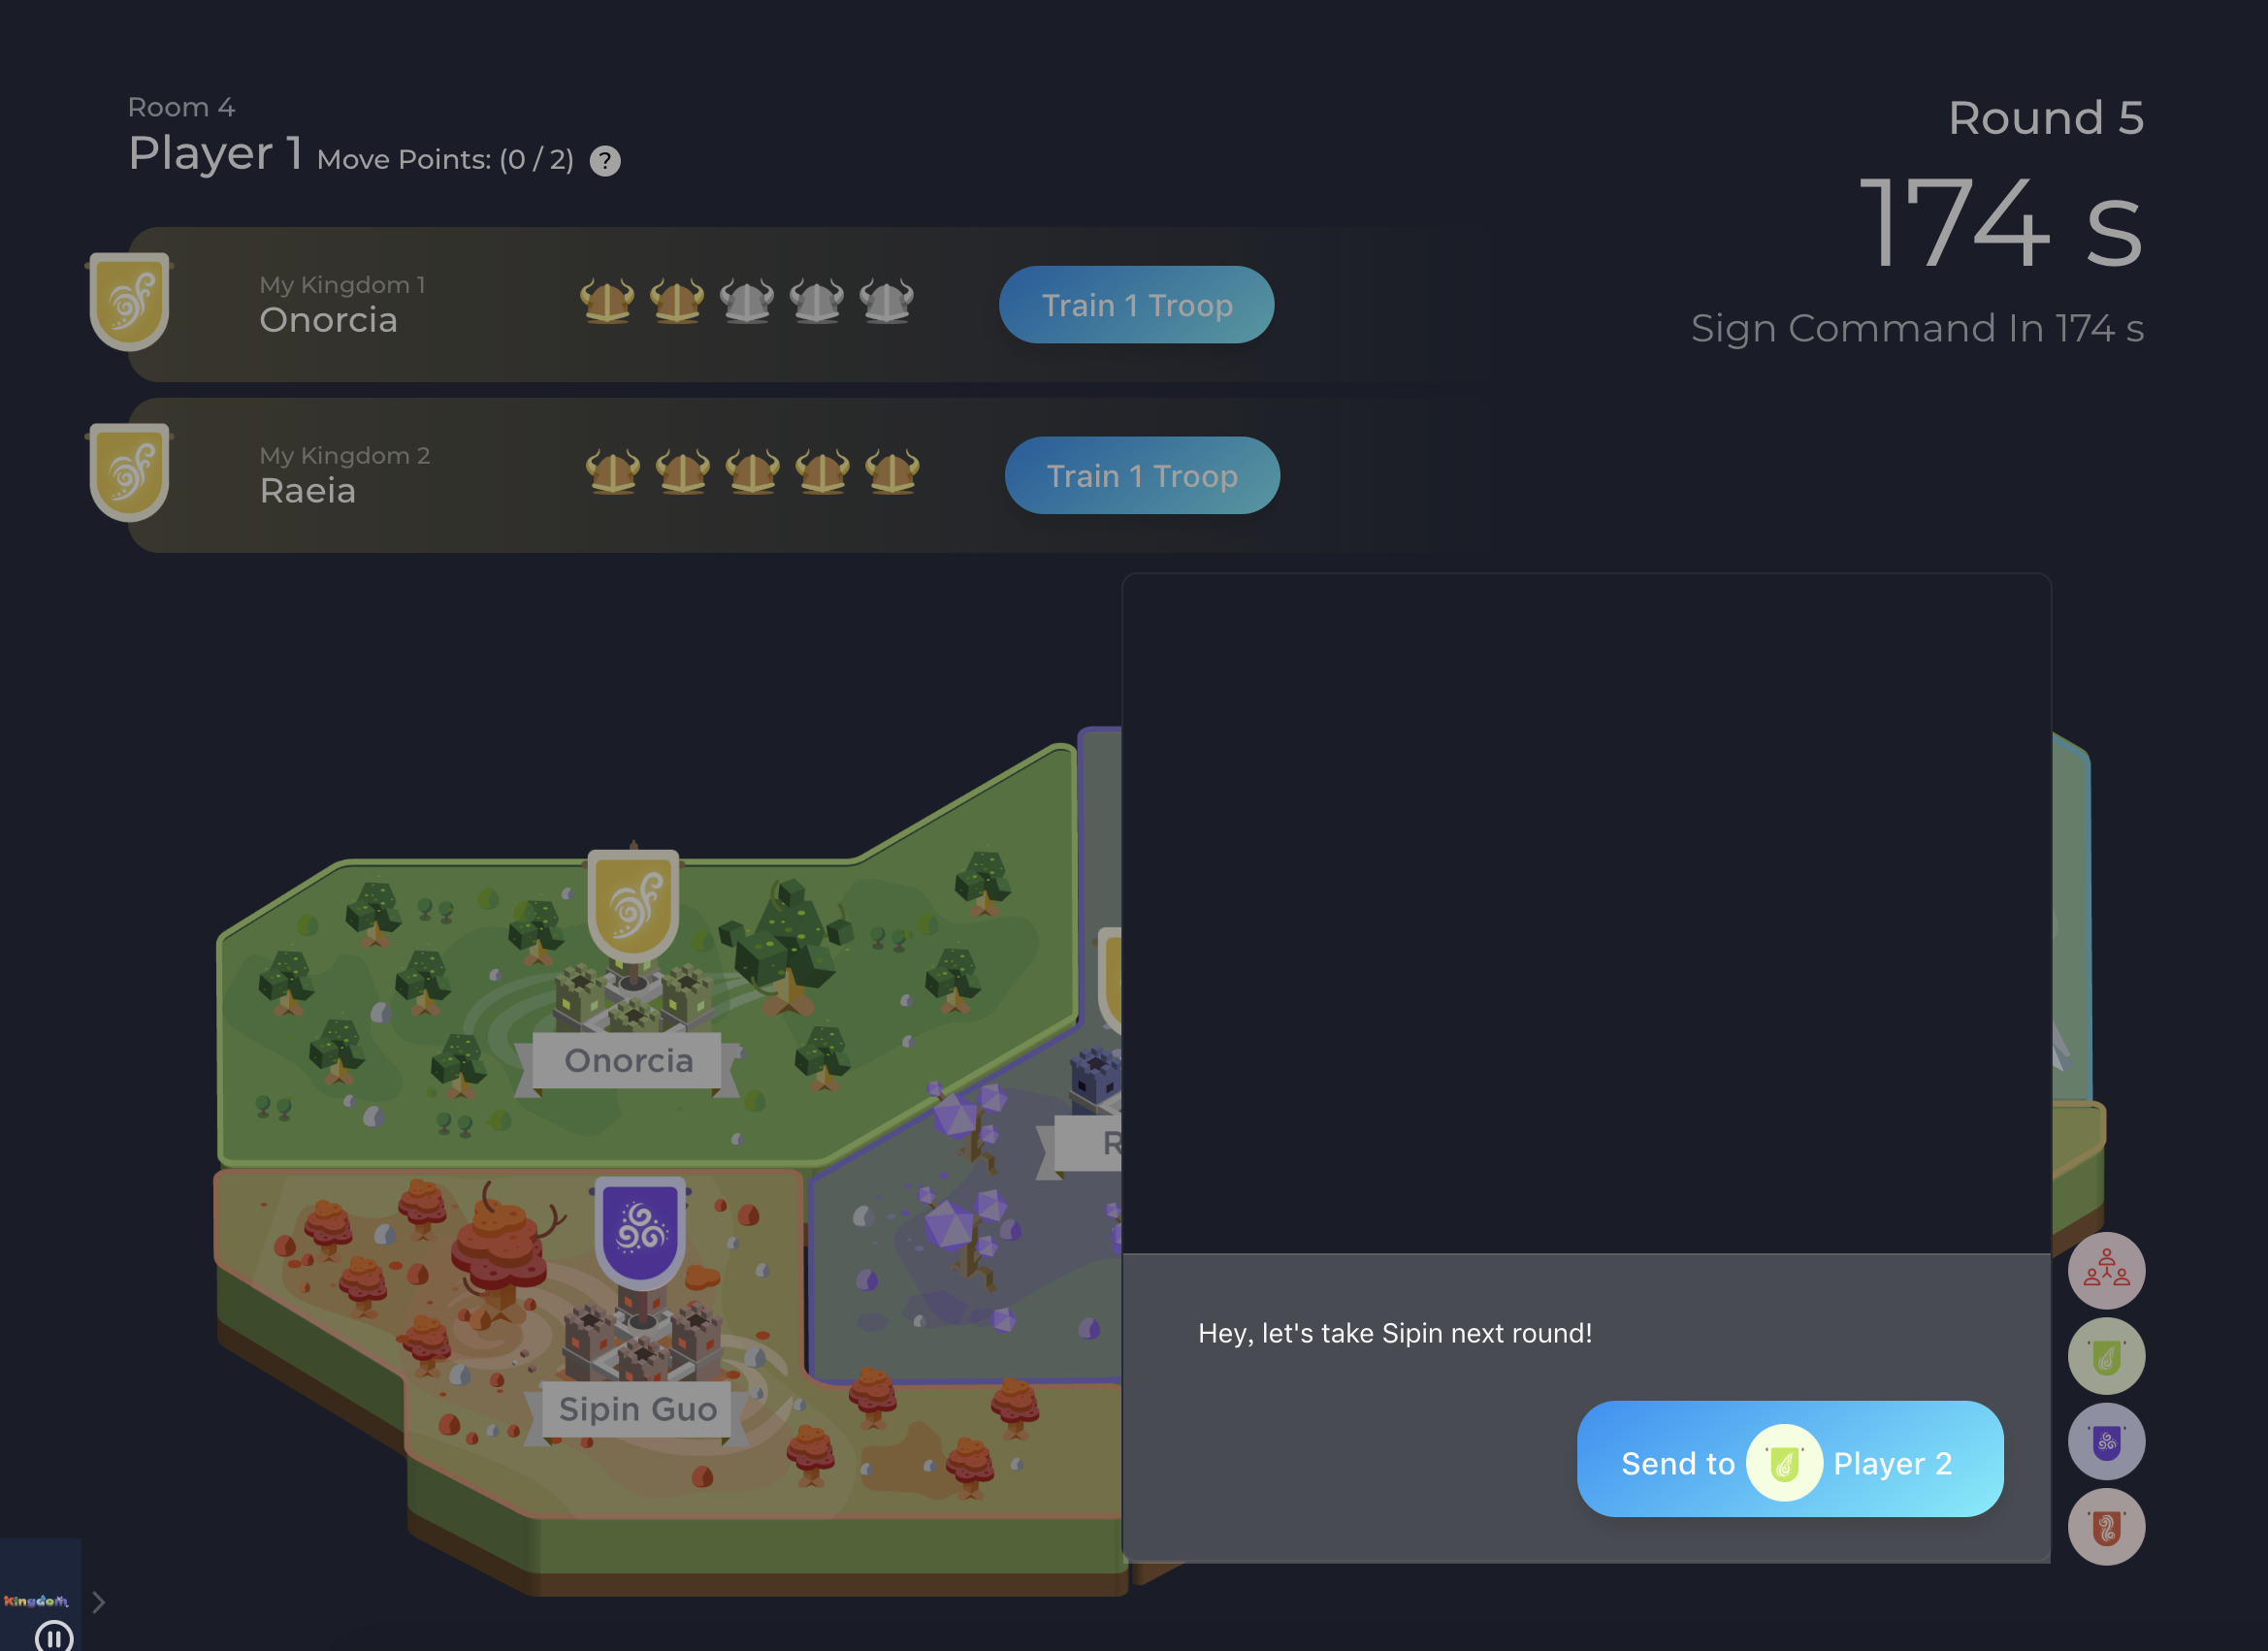 Room 4
Player 1 Move Points: (0 / 2) ?
Round 5
174 s
Sign Command In 174 s
My Kingdom 1
Onorcia
Train 1 Troop
My Kingdom 2
Raeia
Train 1 Troop
Onorcia
R
Sipin Guo
Hey, let's take Sipin next round!
Send to Player 2
Kingdom